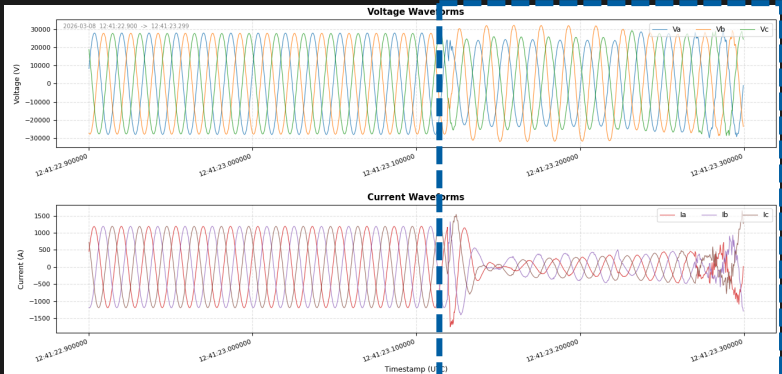 Voltage Waveforms
2026-03-08 12:41:22.900 -> 12:41:23.299
Va Vb Vc
Voltage (V)
30000
20000
10000
0
−10000
−20000
−30000
12:41:22.900000 12:41:23.000000 12:41:23.100000 12:41:23.200000 12:41:23.300000
Current Waveforms
Ia Ib Ic
Current (A)
1500
1000
500
0
−500
−1000
−1500
12:41:22.900000 12:41:23.000000 12:41:23.100000 12:41:23.200000 12:41:23.300000
Timestamp (UTC)